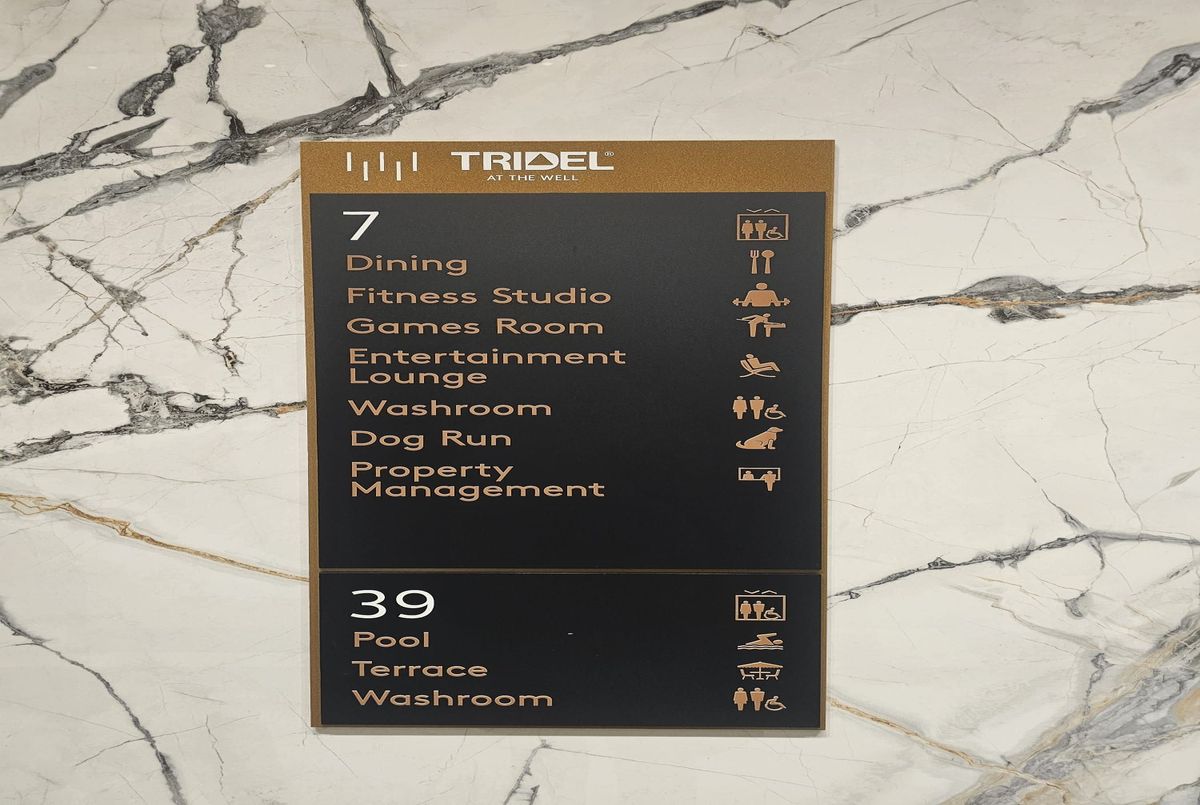 TRIDEL®
AT THE WELL
7
Dining
Fitness Studio
Games Room
Entertainment
Lounge
Washroom
Dog Run
Property
Management
39
Pool
Terrace
Washroom